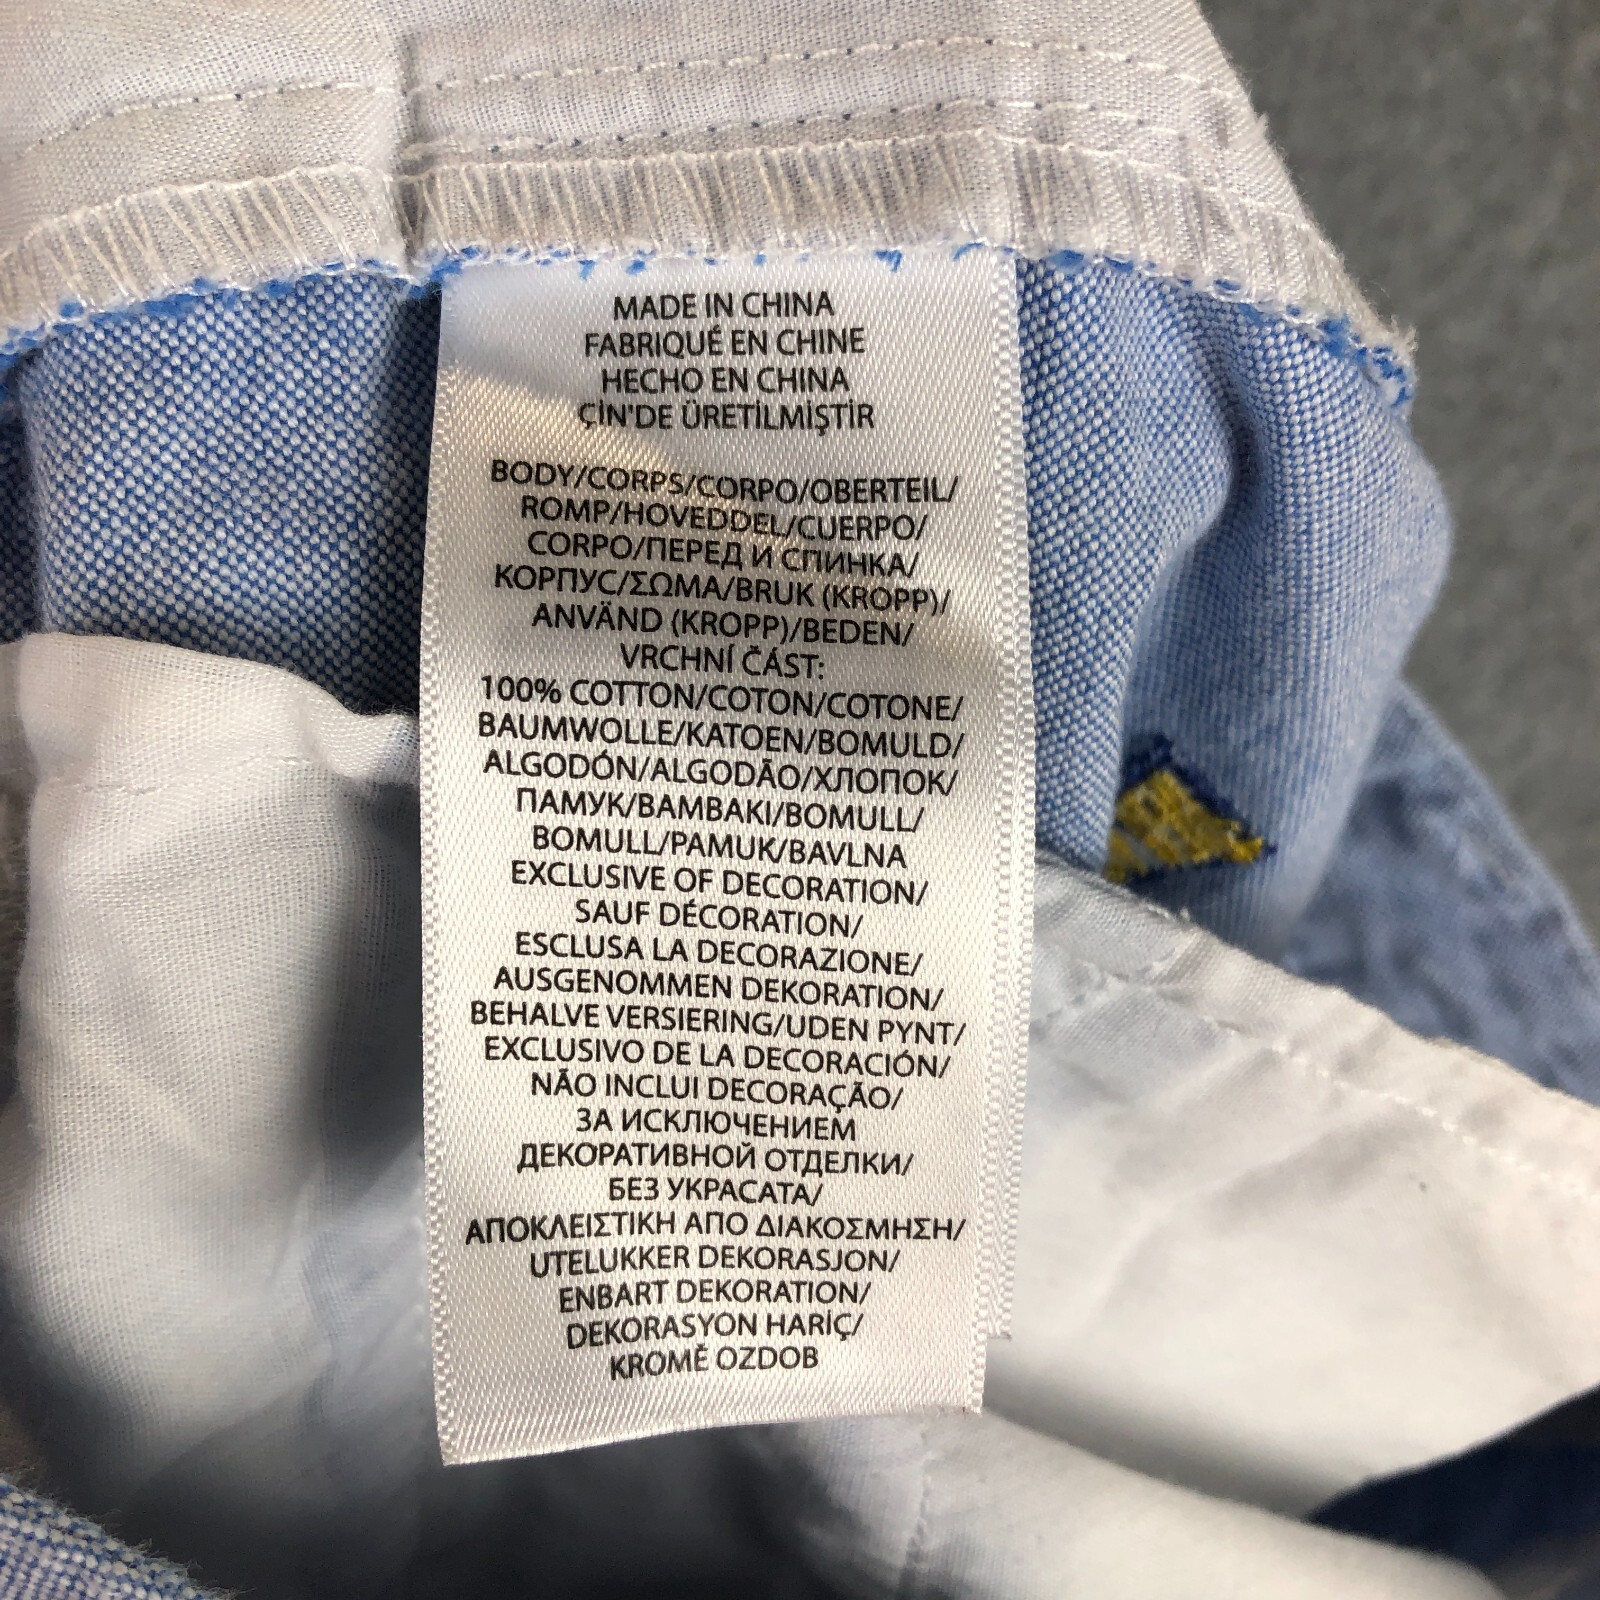 MADE IN CHINA
FABRIQUÉ EN CHINE
HECHO EN CHINA
ÇİN'DE ÜRETİLMİŞTİR
BODY/CORPS/CORPO/OBERTEIL/
ROMP/HOVEDDEL/CUERPO/
CORPO/ПЕРЕД И СПИНКА/
КОРПУС/ΣΩΜΑ/BRUK (KROPP)/
ANVÄND (KROPP)/BEDEN/
VRCHNÍ ČÁST:
100% COTTON/COTON/COTONE/
BAUMWOLLE/KATOEN/BOMULD/
ALGODÓN/ALGODÃO/ХЛОПОК/
ПАМУК/BAMBAKI/BOMULL/
BOMULL/PAMUK/BAVLNA
EXCLUSIVE OF DECORATION/
SAUF DÉCORATION/
ESCLUSA LA DECORAZIONE/
AUSGENOMMEN DEKORATION/
BEHALVE VERSIERING/UDEN PYNT/
EXCLUSIVO DE LA DECORACIÓN/
NÃO INCLUI DECORAÇÃO/
ЗА ИСКЛЮЧЕНИЕМ
ДЕКОРАТИВНОЙ ОТДЕЛКИ/
БЕЗ УКРАСАТА/
ΑΠΟΚΛΕΙΣΤΙΚΗ ΑΠΟ ΔΙΑΚΟΣΜΗΣΗ/
UTELUKKER DEKORASJON/
ENBART DEKORATION/
DEKORASYON HARİÇ/
KROMĚ OZDOB